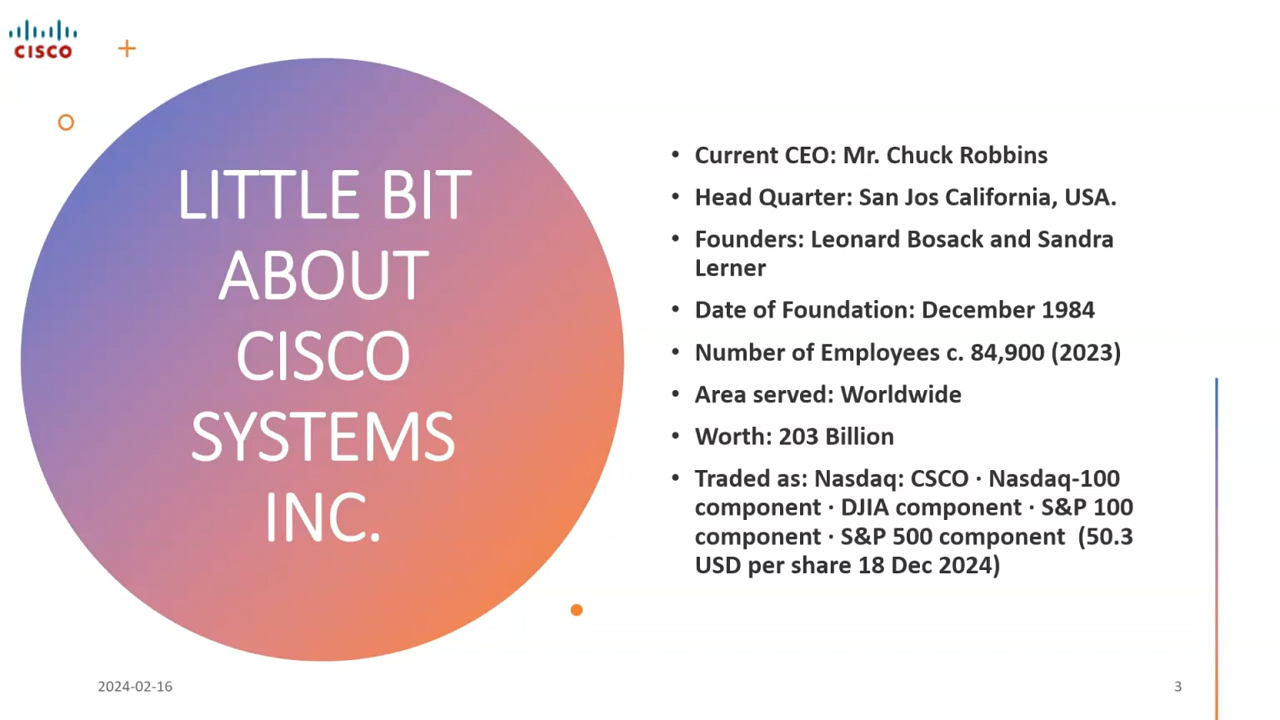 CISCO
LITTLE BIT
ABOUT
CISCO
SYSTEMS
INC.
• Current CEO: Mr. Chuck Robbins
• Head Quarter: San Jos California, USA.
• Founders: Leonard Bosack and Sandra
Lerner
• Date of Foundation: December 1984
• Number of Employees c. 84,900 (2023)
• Area served: Worldwide
• Worth: 203 Billion
• Traded as: Nasdaq: CSCO · Nasdaq-100
component · DJIA component · S&P 100
component · S&P 500 component (50.3
USD per share 18 Dec 2024)
2024-02-16
3